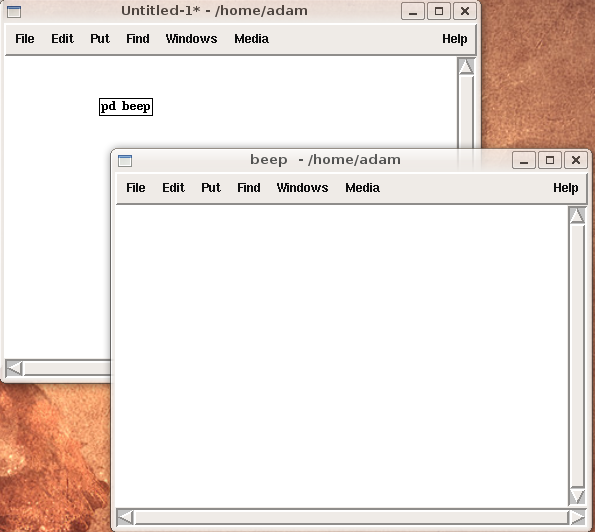 Untitled-1* - /home/adam
File Edit Put Find Windows Media Help
pd beep
beep - /home/adam
File Edit Put Find Windows Media Help